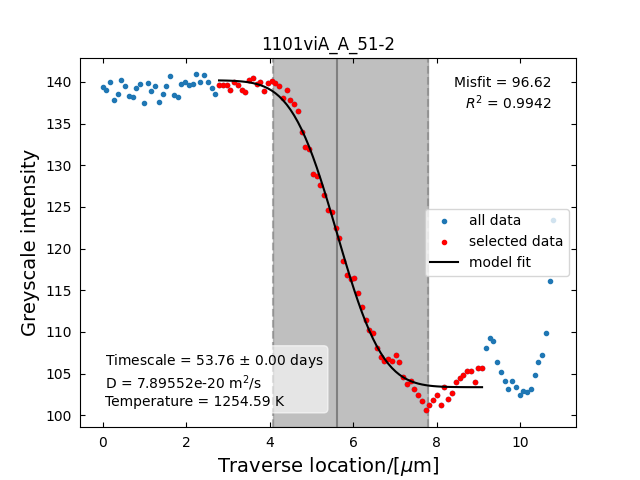 1101viA_A_51-2
Misfit = 96.62
R² = 0.9942
140
135
130
125
120
115
110
105
100
Greyscale intensity
all data
selected data
model fit
Timescale = 53.76 ± 0.00 days
D = 7.89552e-20 m²/s
Temperature = 1254.59 K
0 2 4 6 8 10
Traverse location/[μm]